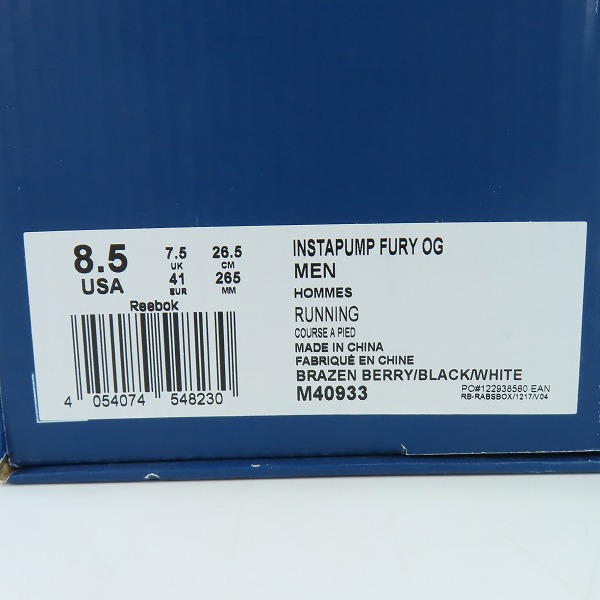 8.5
USA
7.5
UK
41
EUR
26.5
CM
265
MM
Reebok
4 054074 548230
INSTAPUMP FURY OG
MEN
HOMMES
RUNNING
COURSE A PIED
MADE IN CHINA
FABRIQUÉ EN CHINE
BRAZEN BERRY/BLACK/WHITE
M40933
PO#122938560 EAN
RB-RABSBOX/1217/V04